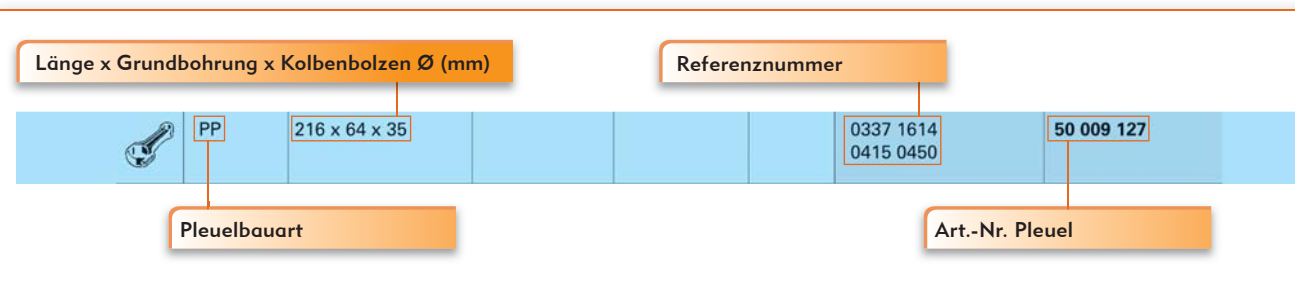 Länge x Grundbohrung x Kolbenbolzen Ø (mm)
Referenznummer
PP
216 x 64 x 35
0337 1614
0415 0450
50 009 127
Pleuelbauart
Art.-Nr. Pleuel